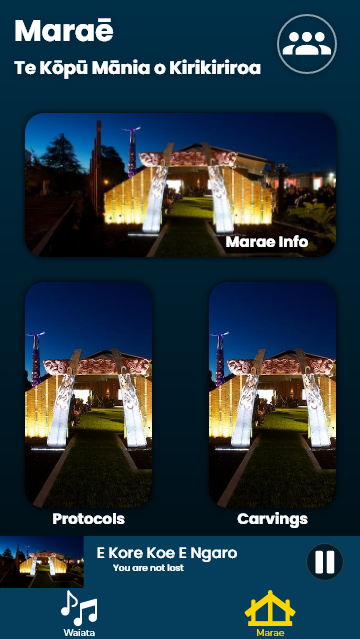 Maraē
Te Kōpū Mānia o Kirikiriroa
Marae Info
Protocols
Carvings
E Kore Koe E Ngaro
You are not lost
Waiata
Marae